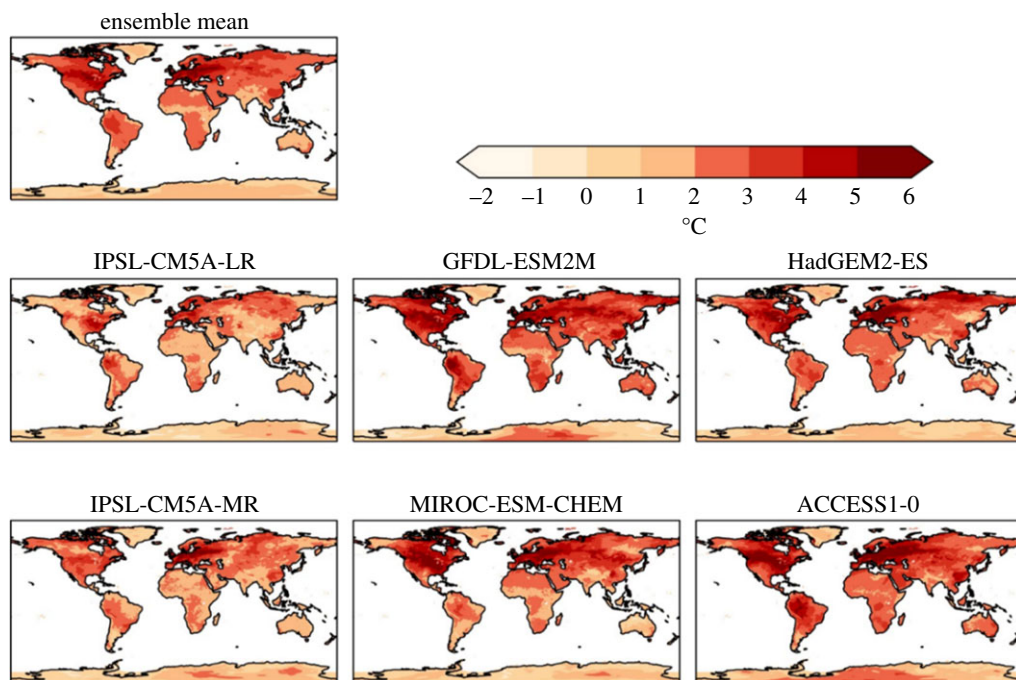 ensemble mean
–2 –1 0 1 2 3 4 5 6
°C
IPSL-CM5A-LR GFDL-ESM2M HadGEM2-ES
IPSL-CM5A-MR MIROC-ESM-CHEM ACCESS1-0